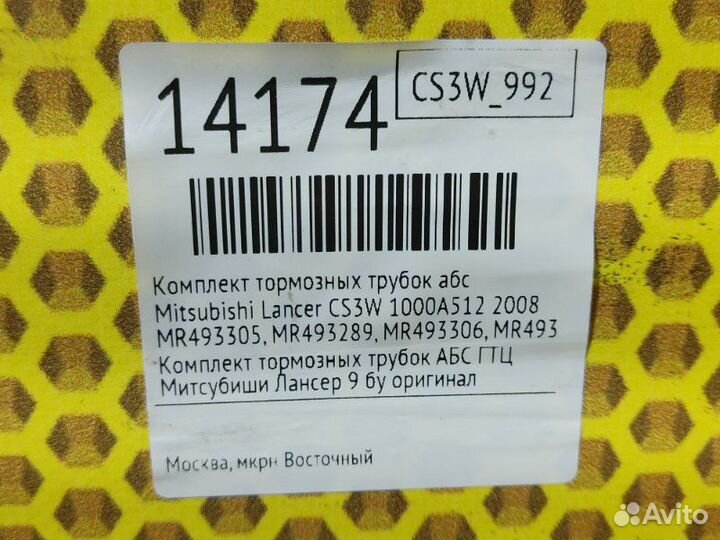 14174
CS3W_992
Комплект тормозных трубок абс
Mitsubishi Lancer CS3W 1000A512 2008
MR493305, MR493289, MR493306, MR493
Комплект тормозных трубок АБС ГТЦ
Митсубиши Лансер 9 бу оригинал
Москва, мкрн Восточный
Avito